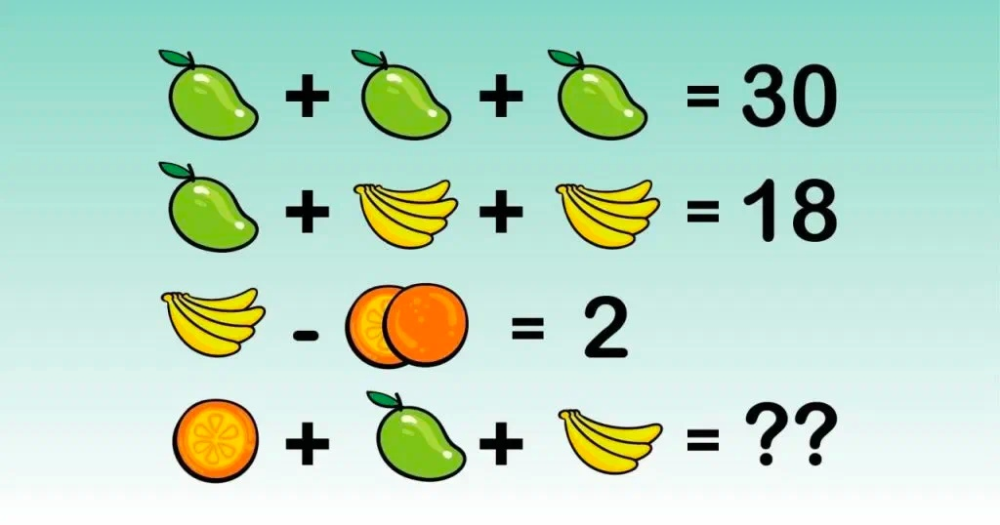 + + = 30
+ + = 18
- = 2
+ + = ??